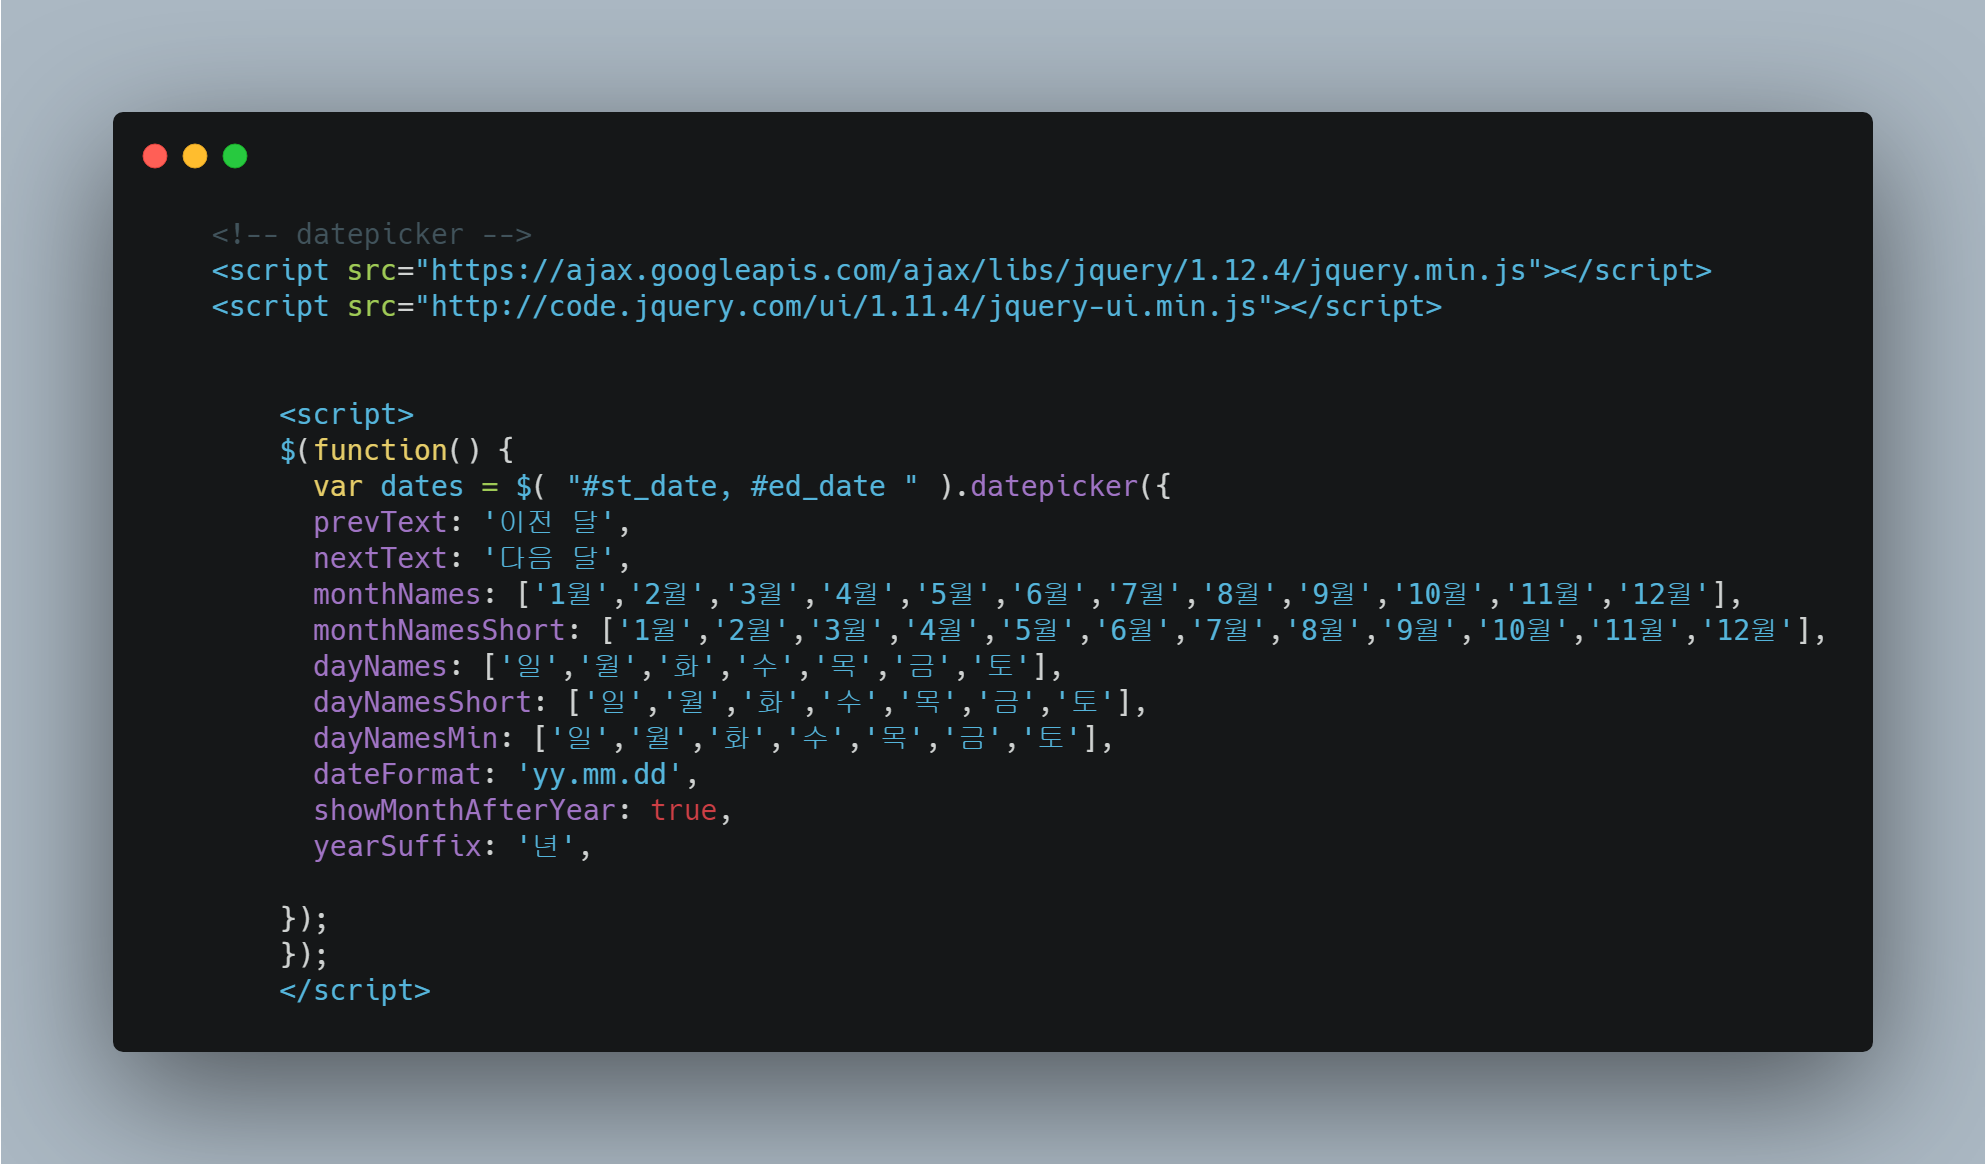 <!-- datepicker -->
<script src="https://ajax.googleapis.com/ajax/libs/jquery/1.12.4/jquery.min.js"></script>
<script src="http://code.jquery.com/ui/1.11.4/jquery-ui.min.js"></script>
<script>
$(function() {
var dates = $( "#st_date, #ed_date " ).datepicker({
prevText: '이전 달',
nextText: '다음 달',
monthNames: ['1월','2월','3월','4월','5월','6월','7월','8월','9월','10월','11월','12월'],
monthNamesShort: ['1월','2월','3월','4월','5월','6월','7월','8월','9월','10월','11월','12월'],
dayNames: ['일','월','화','수','목','금','토'],
dayNamesShort: ['일','월','화','수','목','금','토'],
dayNamesMin: ['일','월','화','수','목','금','토'],
dateFormat: 'yy.mm.dd',
showMonthAfterYear: true,
yearSuffix: '년',
});
});
</script>